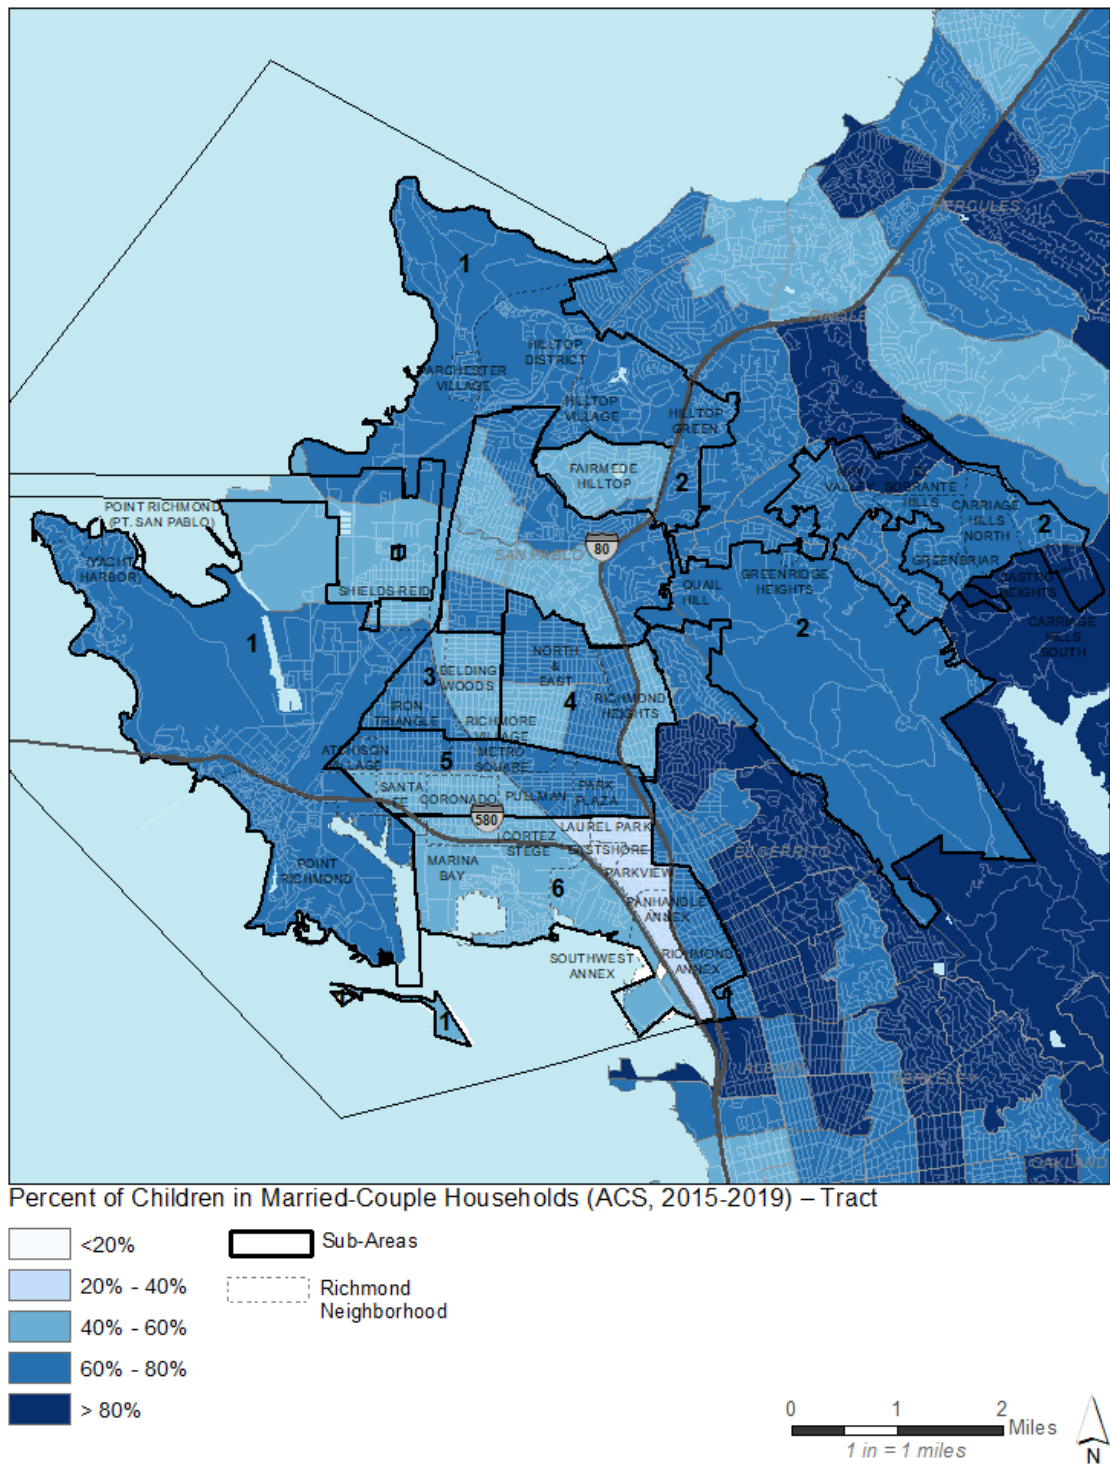 HERCULES
1
HILLTOP
DISTRICT
PARCHESTER
VILLAGE
HILLTOP
VILLAGE
HILLTOP
GREEN
FAIRMEDE
HILLTOP
2
MAY
VALLEY
EL
SOBRANTE
HILLS
CARRIAGE
HILLS
NORTH
2
POINT RICHMOND
(PT. SAN PABLO)
SAN PABLO
80
(YACHT
HARBOR)
SHIELDS-REID
QUAIL
HILL
GREENRIDGE
HEIGHTS
GREENBRIAR
CASTRO
HEIGHTS
CARRIAGE
HILLS
SOUTH
1
2
3
BELDING
WOODS
NORTH
&
EAST
4
RICHMOND
HEIGHTS
IRON
TRIANGLE
RICHMORE
VILLAGE
METRO
SQUARE
ATCHISON
VILLAGE
5
SANTA
FE
CORONADO
PULLMAN
PARK
PLAZA
580
LAUREL PARK
CORTEZ
STEGE
EASTSHORE
EL CERRITO
MARINA
BAY
PARKVIEW
POINT
RICHMOND
6
PANHANDLE
ANNEX
SOUTHWEST
ANNEX
RICHMOND
ANNEX
1
1
ALBANY
BERKELEY
OAKLAND
Percent of Children in Married-Couple Households (ACS, 2015-2019) – Tract
<20%
20% - 40%
40% - 60%
60% - 80%
> 80%
Sub-Areas
Richmond
Neighborhood
0 1 2
Miles
1 in = 1 miles
N